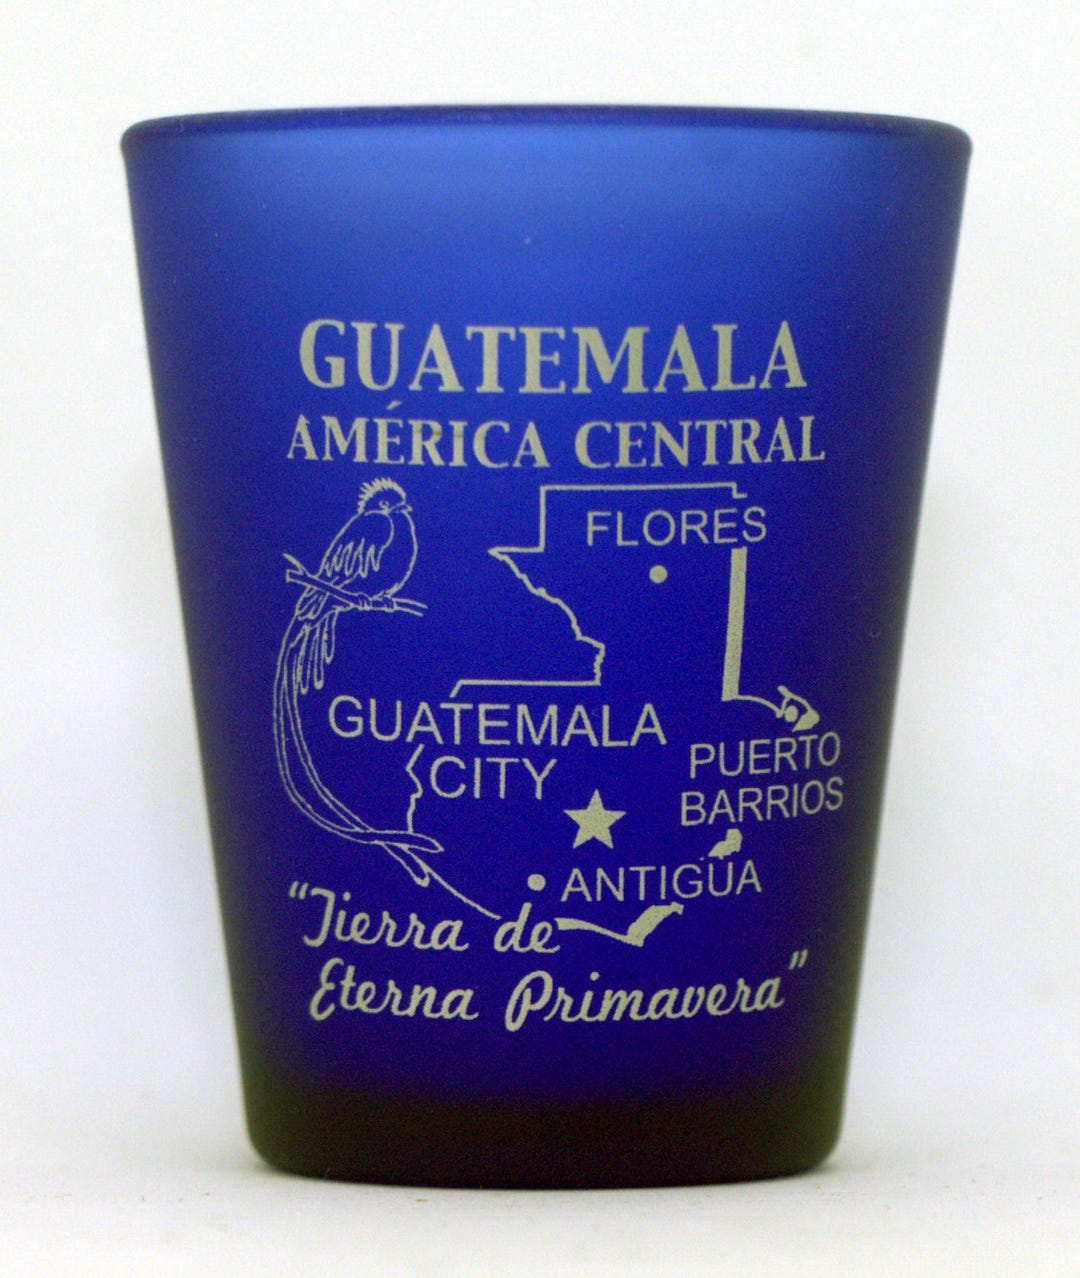 GUATEMALA
AMÉRICA CENTRAL
FLORES
GUATEMALA
CITY
PUERTO
BARRIOS
ANTIGUA
"Tierra de
Eterna Primavera"